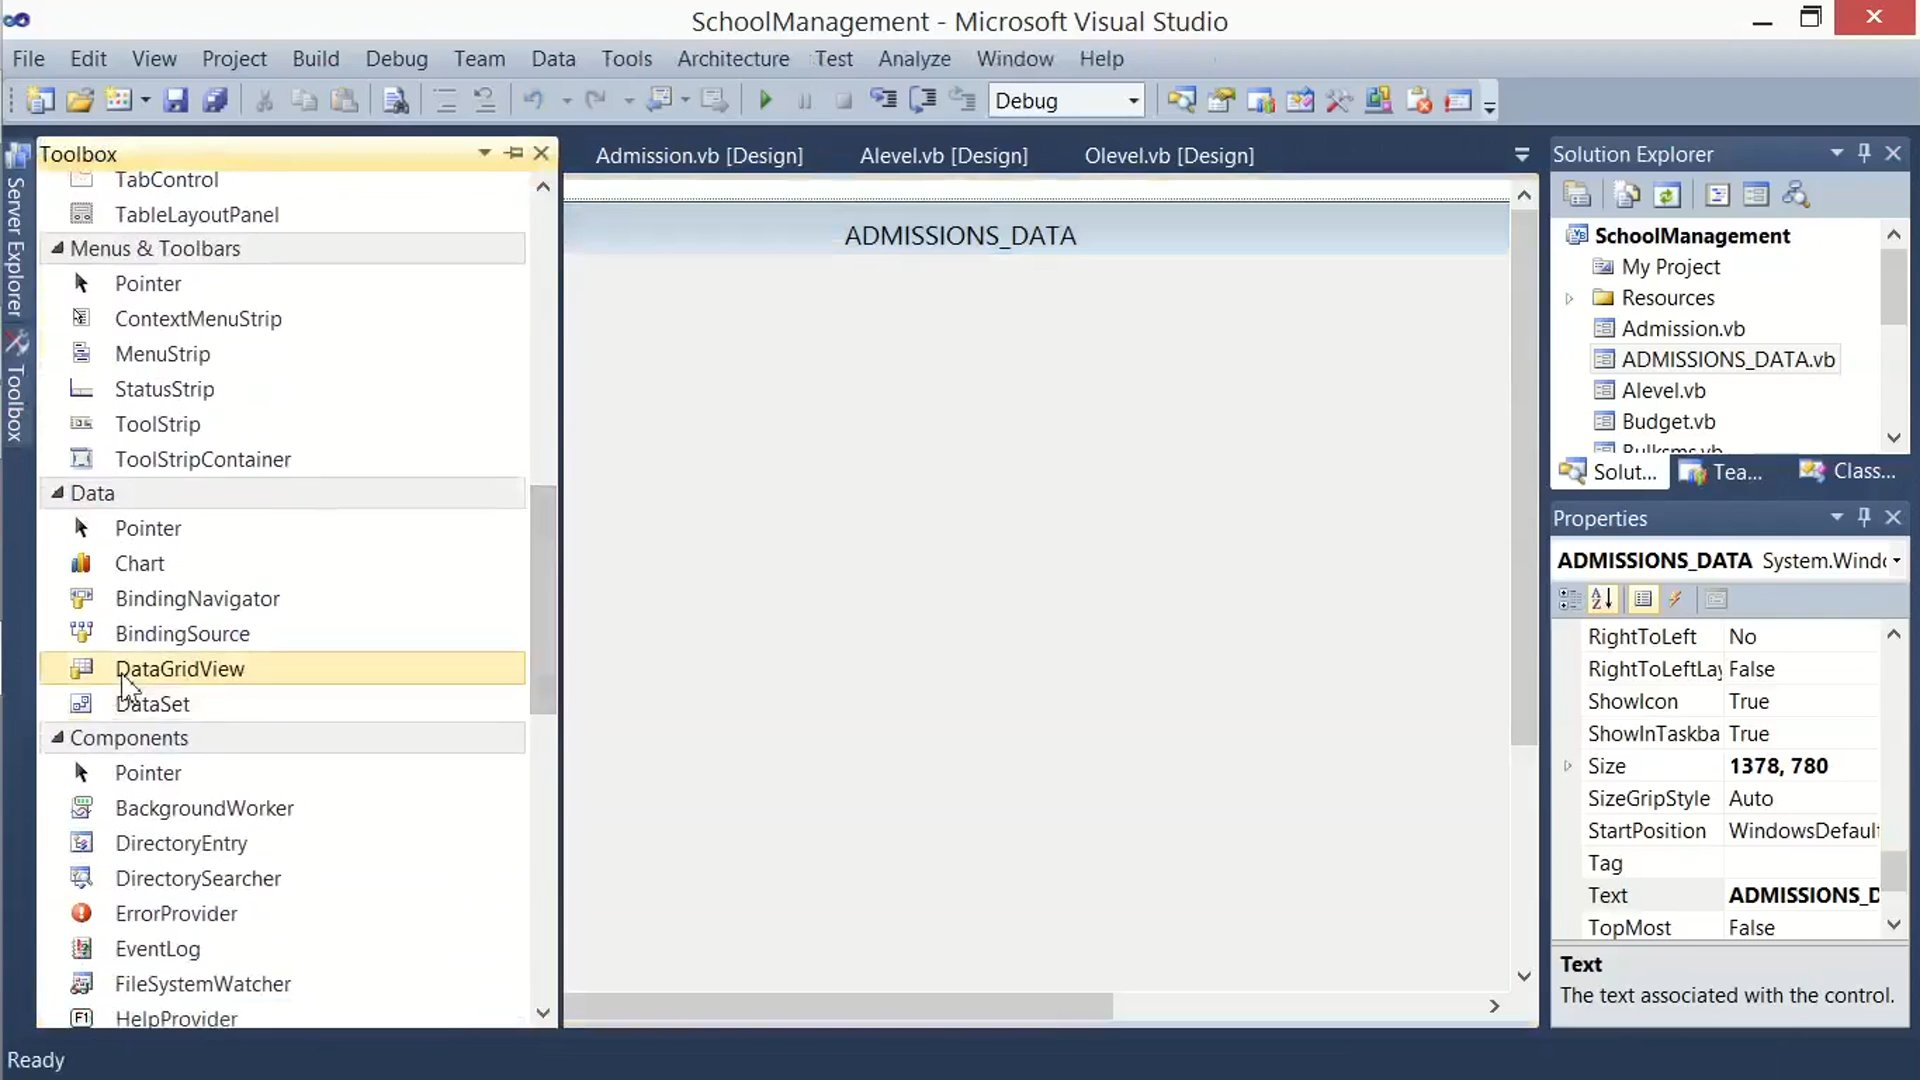 SchoolManagement - Microsoft Visual Studio
File Edit View Project Build Debug Team Data Tools Architecture Test Analyze Window Help
Debug
Server Explorer
Toolbox
Toolbox
TabControl
TableLayoutPanel
Menus & Toolbars
Pointer
ContextMenuStrip
MenuStrip
StatusStrip
ToolStrip
ToolStripContainer
Data
Pointer
Chart
BindingNavigator
BindingSource
DataGridView
DataSet
Components
Pointer
BackgroundWorker
DirectoryEntry
DirectorySearcher
ErrorProvider
EventLog
FileSystemWatcher
HelpProvider
Admission.vb [Design] Alevel.vb [Design] Olevel.vb [Design]
ADMISSIONS_DATA
Solution Explorer
SchoolManagement
My Project
Resources
Admission.vb
ADMISSIONS_DATA.vb
Alevel.vb
Budget.vb
Bulksms.vb
Solut... Tea... Class...
Properties
ADMISSIONS_DATA System.Windo
RightToLeft No
RightToLeftLay False
ShowIcon True
ShowInTaskba True
Size 1378, 780
SizeGripStyle Auto
StartPosition WindowsDefault
Tag
Text ADMISSIONS_D
TopMost False
Text
The text associated with the control.
Ready